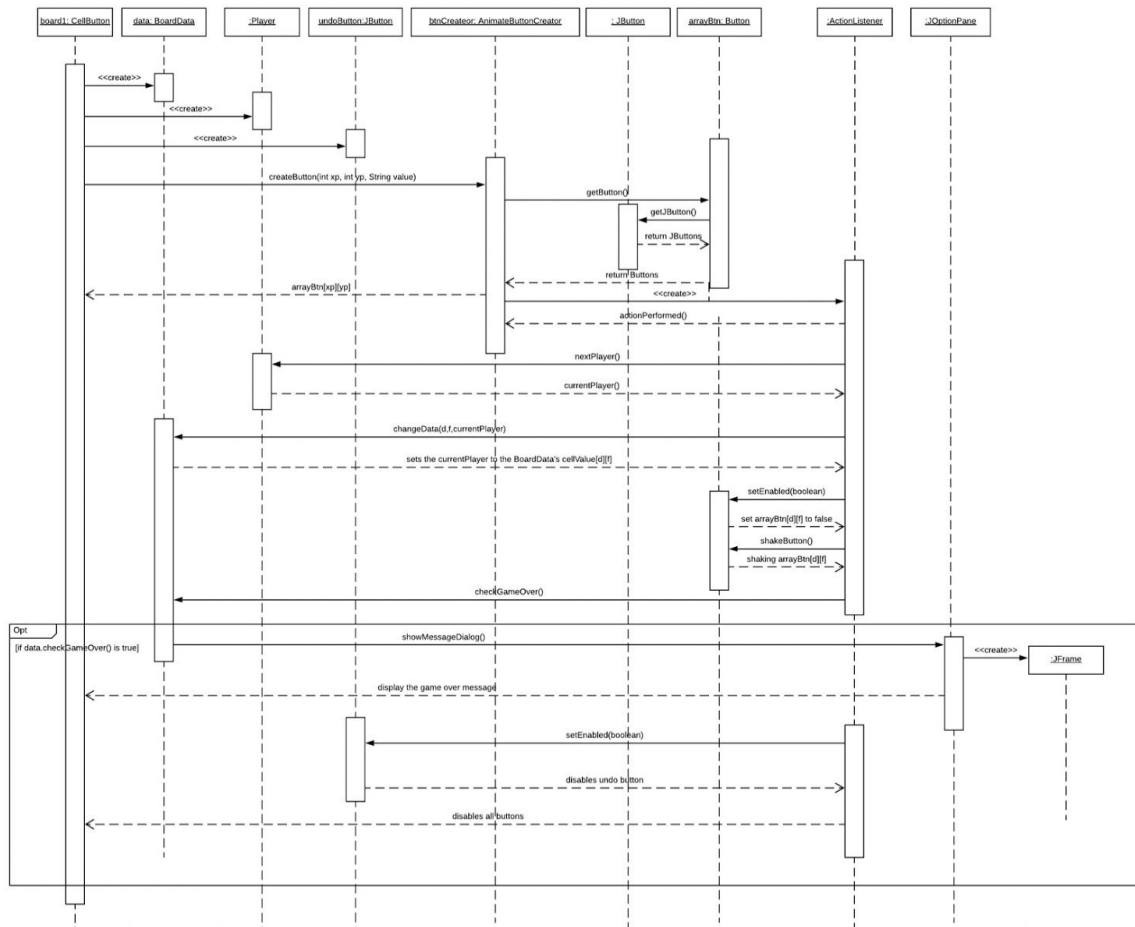 board1: CellButton
data: BoardData
:Player
undoButton:JButton
btnCreateor: AnimateButtonCreator
: JButton
arrayBtn: Button
:ActionListener
:JOptionPane
<<create>>
<<create>>
<<create>>
createButton(int xp, int yp, String value)
getButton()
getJButton()
return JButtons
return Buttons
arrayBtn[xp][yp]
<<create>>
actionPerformed()
nextPlayer()
currentPlayer()
changeData(d,f,currentPlayer)
sets the currentPlayer to the BoardData's cellValue[d][f]
setEnabled(boolean)
set arrayBtn[d][f] to false
shakeButton()
shaking arrayBtn[d][f]
checkGameOver()
Opt
[if data.checkGameOver() is true]
showMessageDialog()
<<create>>
:JFrame
display the game over message
setEnabled(boolean)
disables undo button
disables all buttons